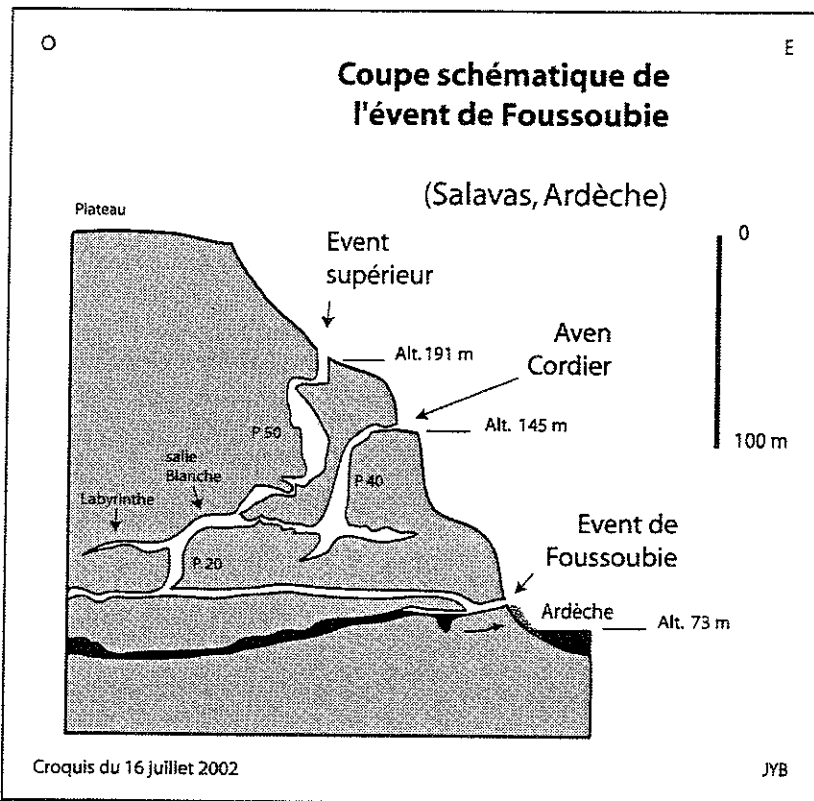 O
E
Coupe schématique de
l'évent de Foussoubie
(Salavas, Ardèche)
Plateau
0
Event
supérieur
Alt. 191 m
Aven
Cordier
Alt. 145 m
100 m
P 50
salle
Blanche
P 40
Labyrinthe
P 20
Event de
Foussoubie
Ardèche
Alt. 73 m
Croquis du 16 juillet 2002
JYB